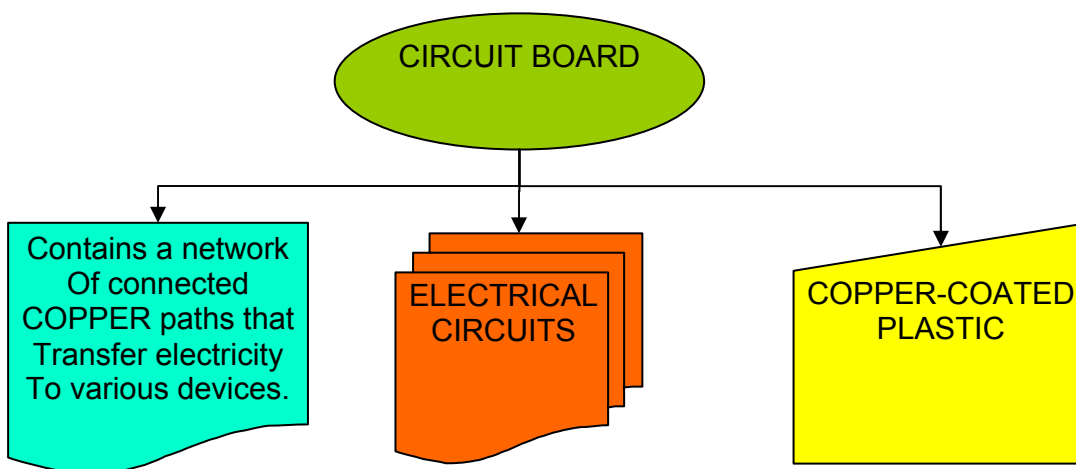 CIRCUIT BOARD
Contains a network
Of connected
COPPER paths that
Transfer electricity
To various devices.
ELECTRICAL
CIRCUITS
COPPER-COATED
PLASTIC